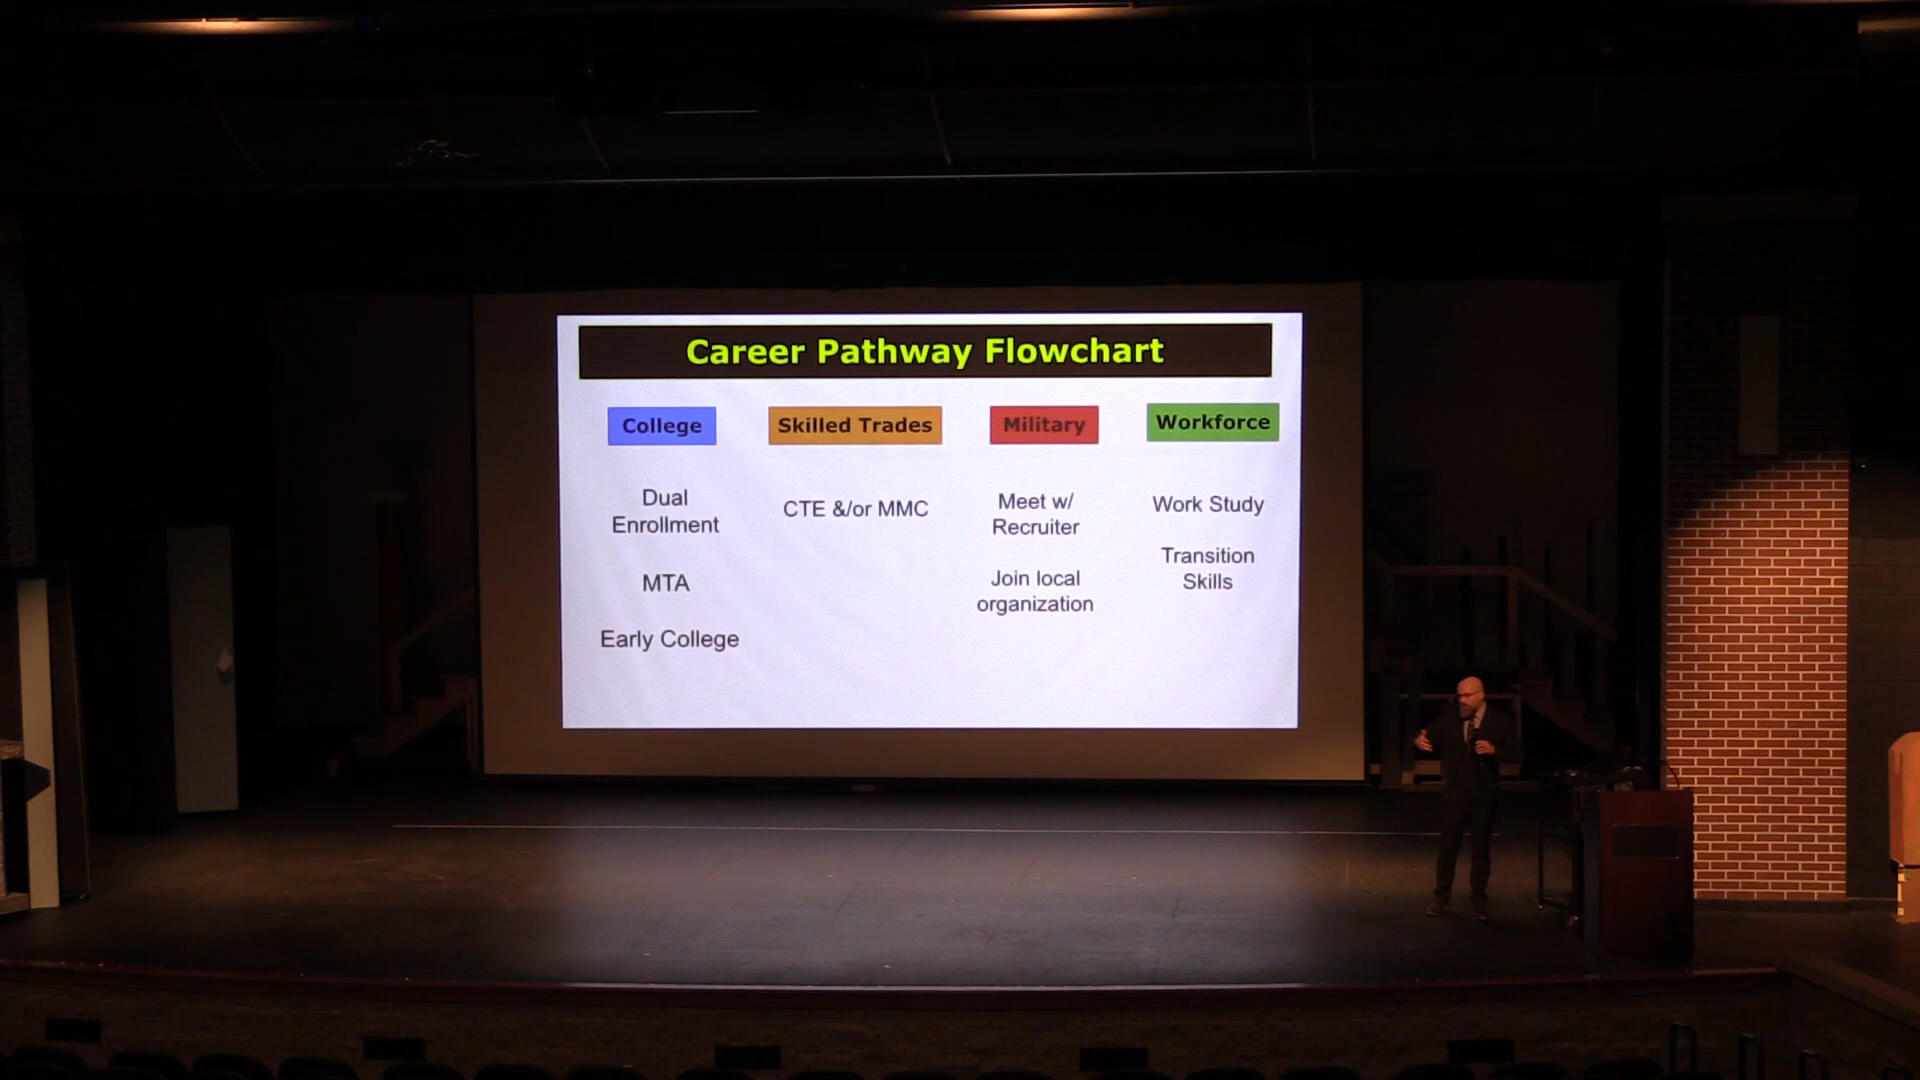 Career Pathway Flowchart
College
Skilled Trades
Military
Workforce
Dual
Enrollment
MTA
Early College
CTE &/or MMC
Meet w/
Recruiter
Join local
organization
Work Study
Transition
Skills